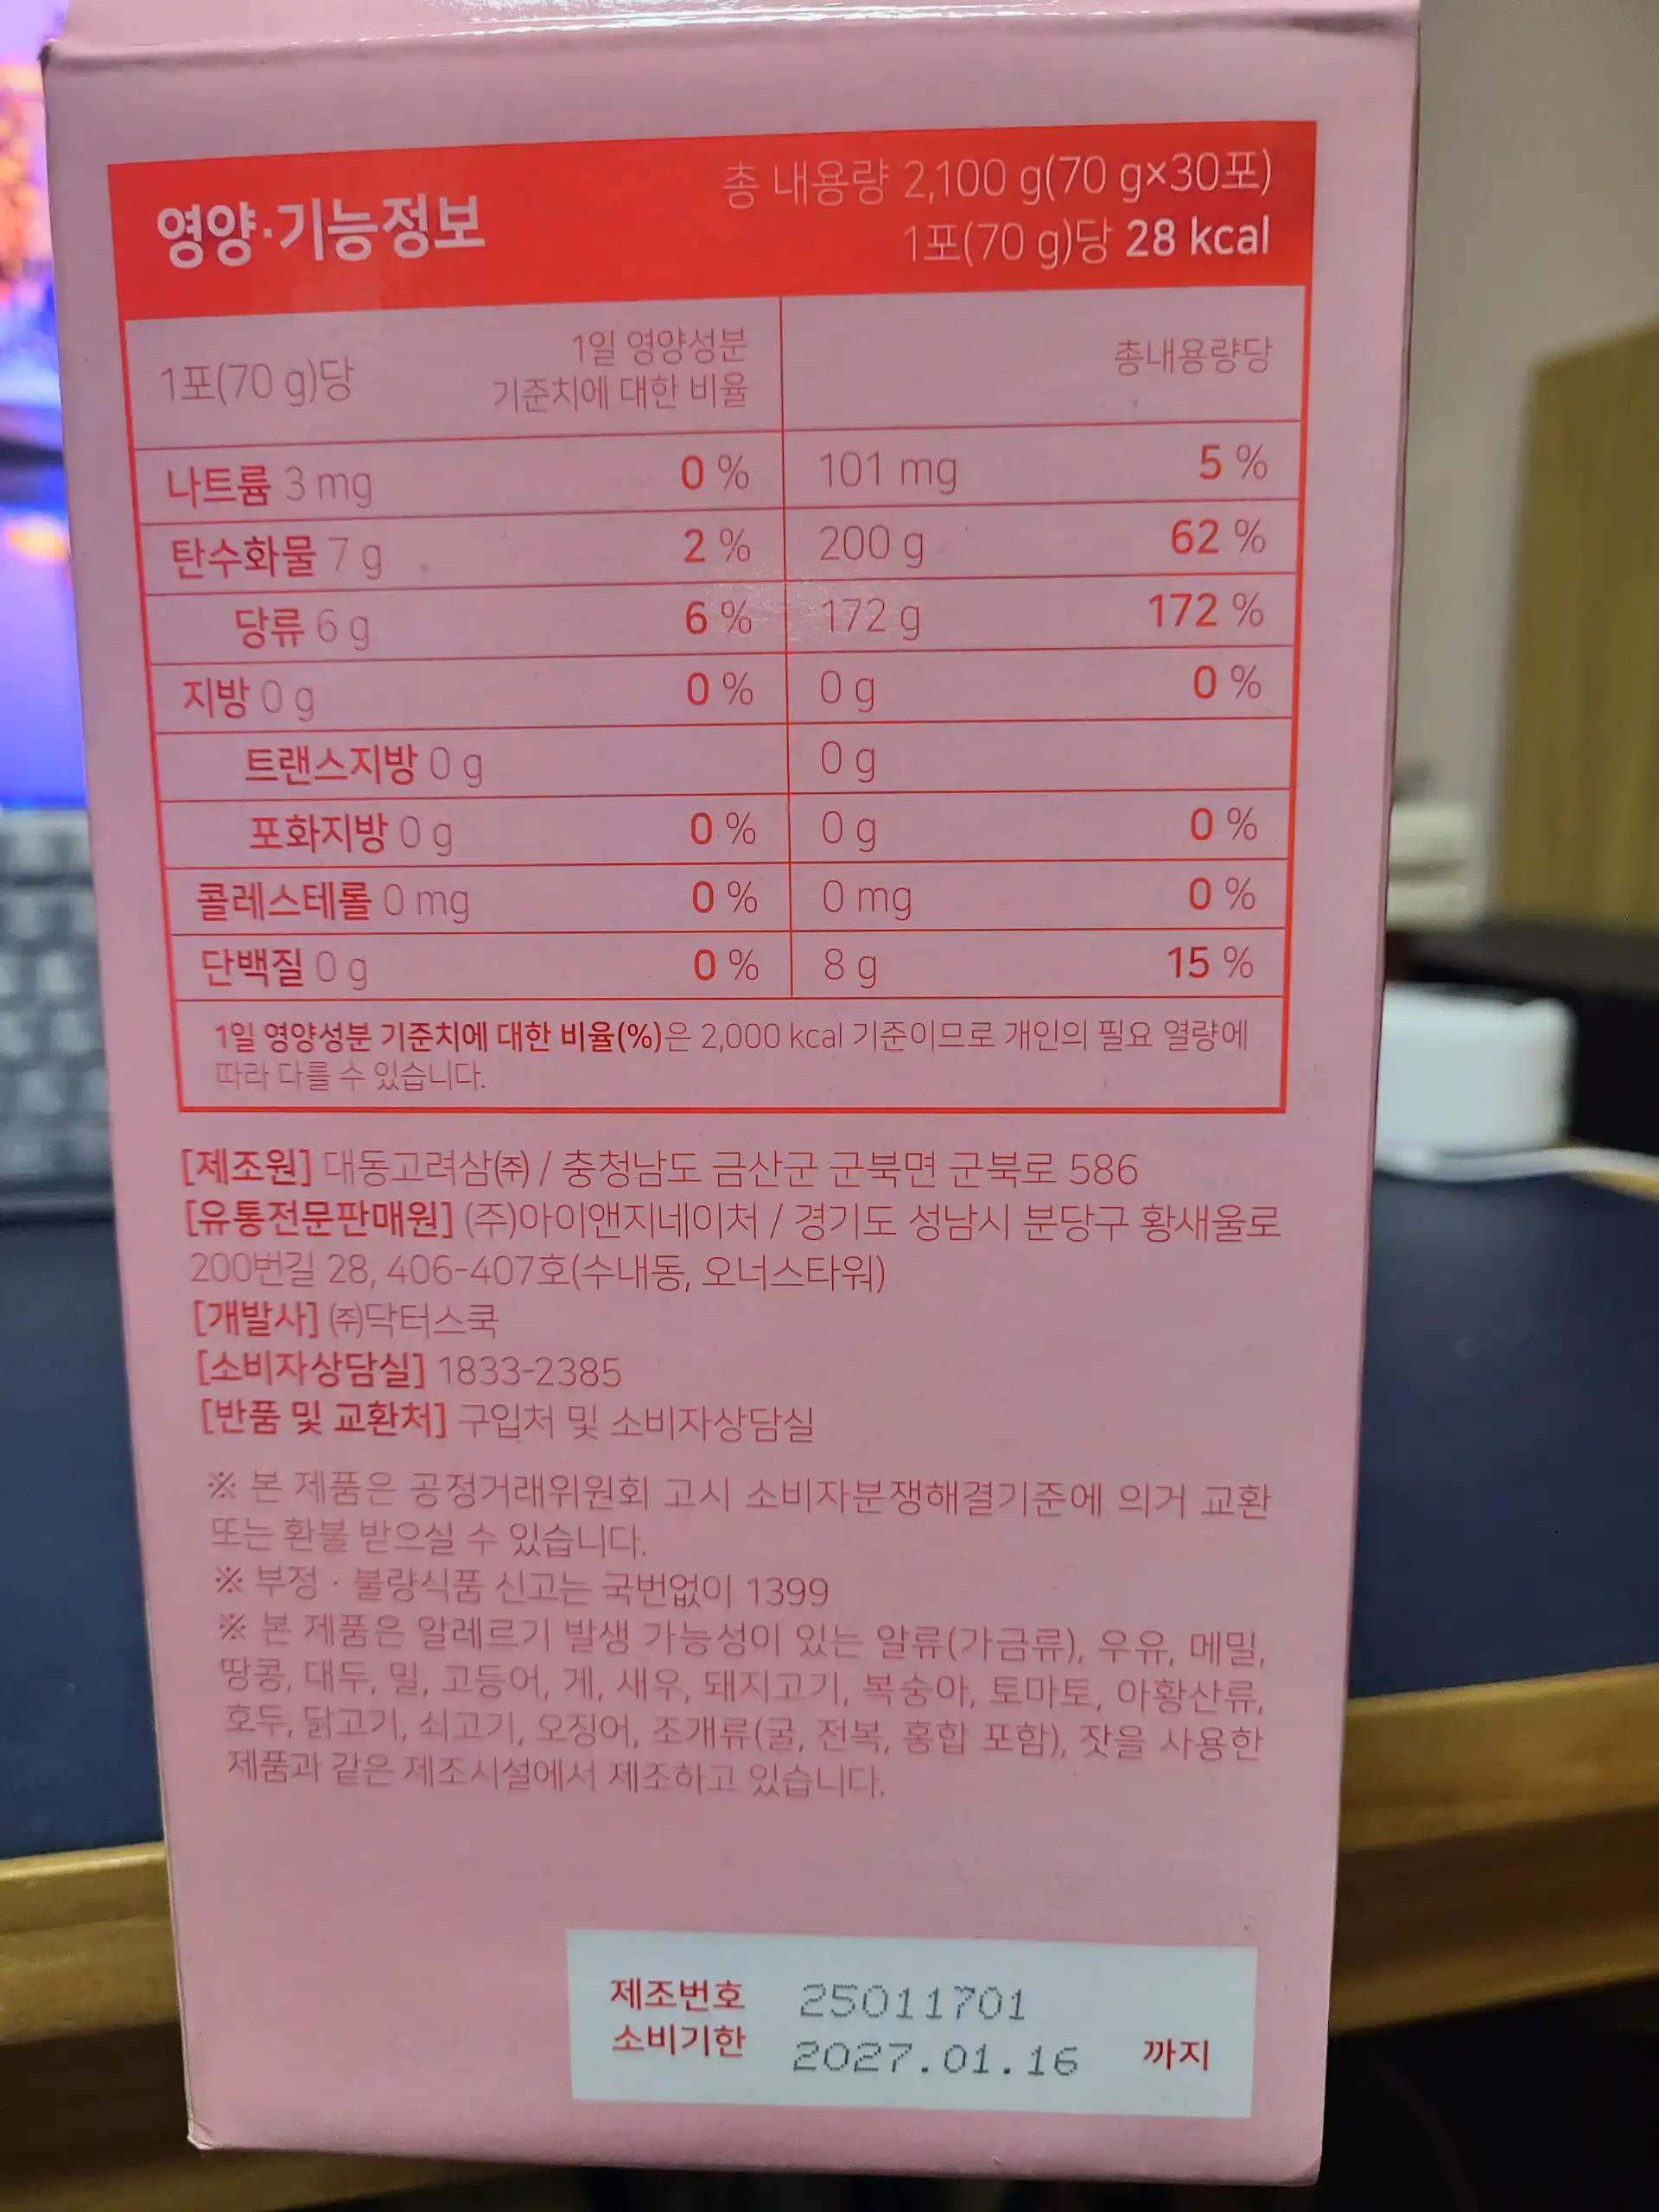 영양·기능정보
총 내용량 2,100 g(70 g×30포)
1포(70 g)당 28 kcal
1포(70 g)당
1일 영양성분
기준치에 대한 비율
총내용량당
나트륨 3 mg 0 % 101 mg 5 %
탄수화물 7 g 2 % 200 g 62 %
당류 6 g 6 % 172 g 172 %
지방 0 g 0 % 0 g 0 %
트랜스지방 0 g 0 g
포화지방 0 g 0 % 0 g 0 %
콜레스테롤 0 mg 0 % 0 mg 0 %
단백질 0 g 0 % 8 g 15 %
1일 영양성분 기준치에 대한 비율(%)은 2,000 kcal 기준이므로 개인의 필요 열량에
따라 다를 수 있습니다.
[제조원] 대동고려삼㈜ / 충청남도 금산군 군북면 군북로 586
[유통전문판매원] (주)아이앤지네이처 / 경기도 성남시 분당구 황새울로
200번길 28, 406-407호(수내동, 오너스타워)
[개발사] ㈜닥터스쿡
[소비자상담실] 1833-2385
[반품 및 교환처] 구입처 및 소비자상담실
※ 본 제품은 공정거래위원회 고시 소비자분쟁해결기준에 의거 교환
또는 환불 받으실 수 있습니다.
※ 부정 · 불량식품 신고는 국번없이 1399
※ 본 제품은 알레르기 발생 가능성이 있는 알류(가금류), 우유, 메밀,
땅콩, 대두, 밀, 고등어, 게, 새우, 돼지고기, 복숭아, 토마토, 아황산류,
호두, 닭고기, 쇠고기, 오징어, 조개류(굴, 전복, 홍합 포함), 잣을 사용한
제품과 같은 제조시설에서 제조하고 있습니다.
제조번호 25011701
소비기한 2027.01.16 까지